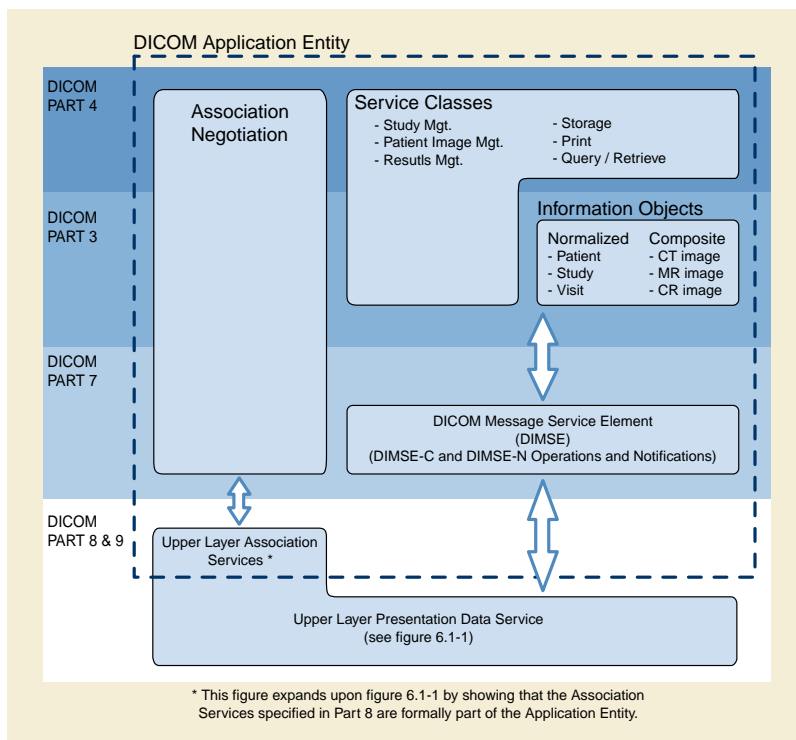 DICOM Application Entity
DICOM
PART 4
Association
Negotiation
Service Classes
- Study Mgt.
- Patient Image Mgt.
- Resutls Mgt.
- Storage
- Print
- Query / Retrieve
DICOM
PART 3
Information Objects
Normalized
- Patient
- Study
- Visit
Composite
- CT image
- MR image
- CR image
DICOM
PART 7
DICOM Message Service Element
(DIMSE)
(DIMSE-C and DIMSE-N Operations and Notifications)
DICOM
PART 8 & 9
Upper Layer Association
Services *
Upper Layer Presentation Data Service
(see figure 6.1-1)
* This figure expands upon figure 6.1-1 by showing that the Association
Services specified in Part 8 are formally part of the Application Entity.